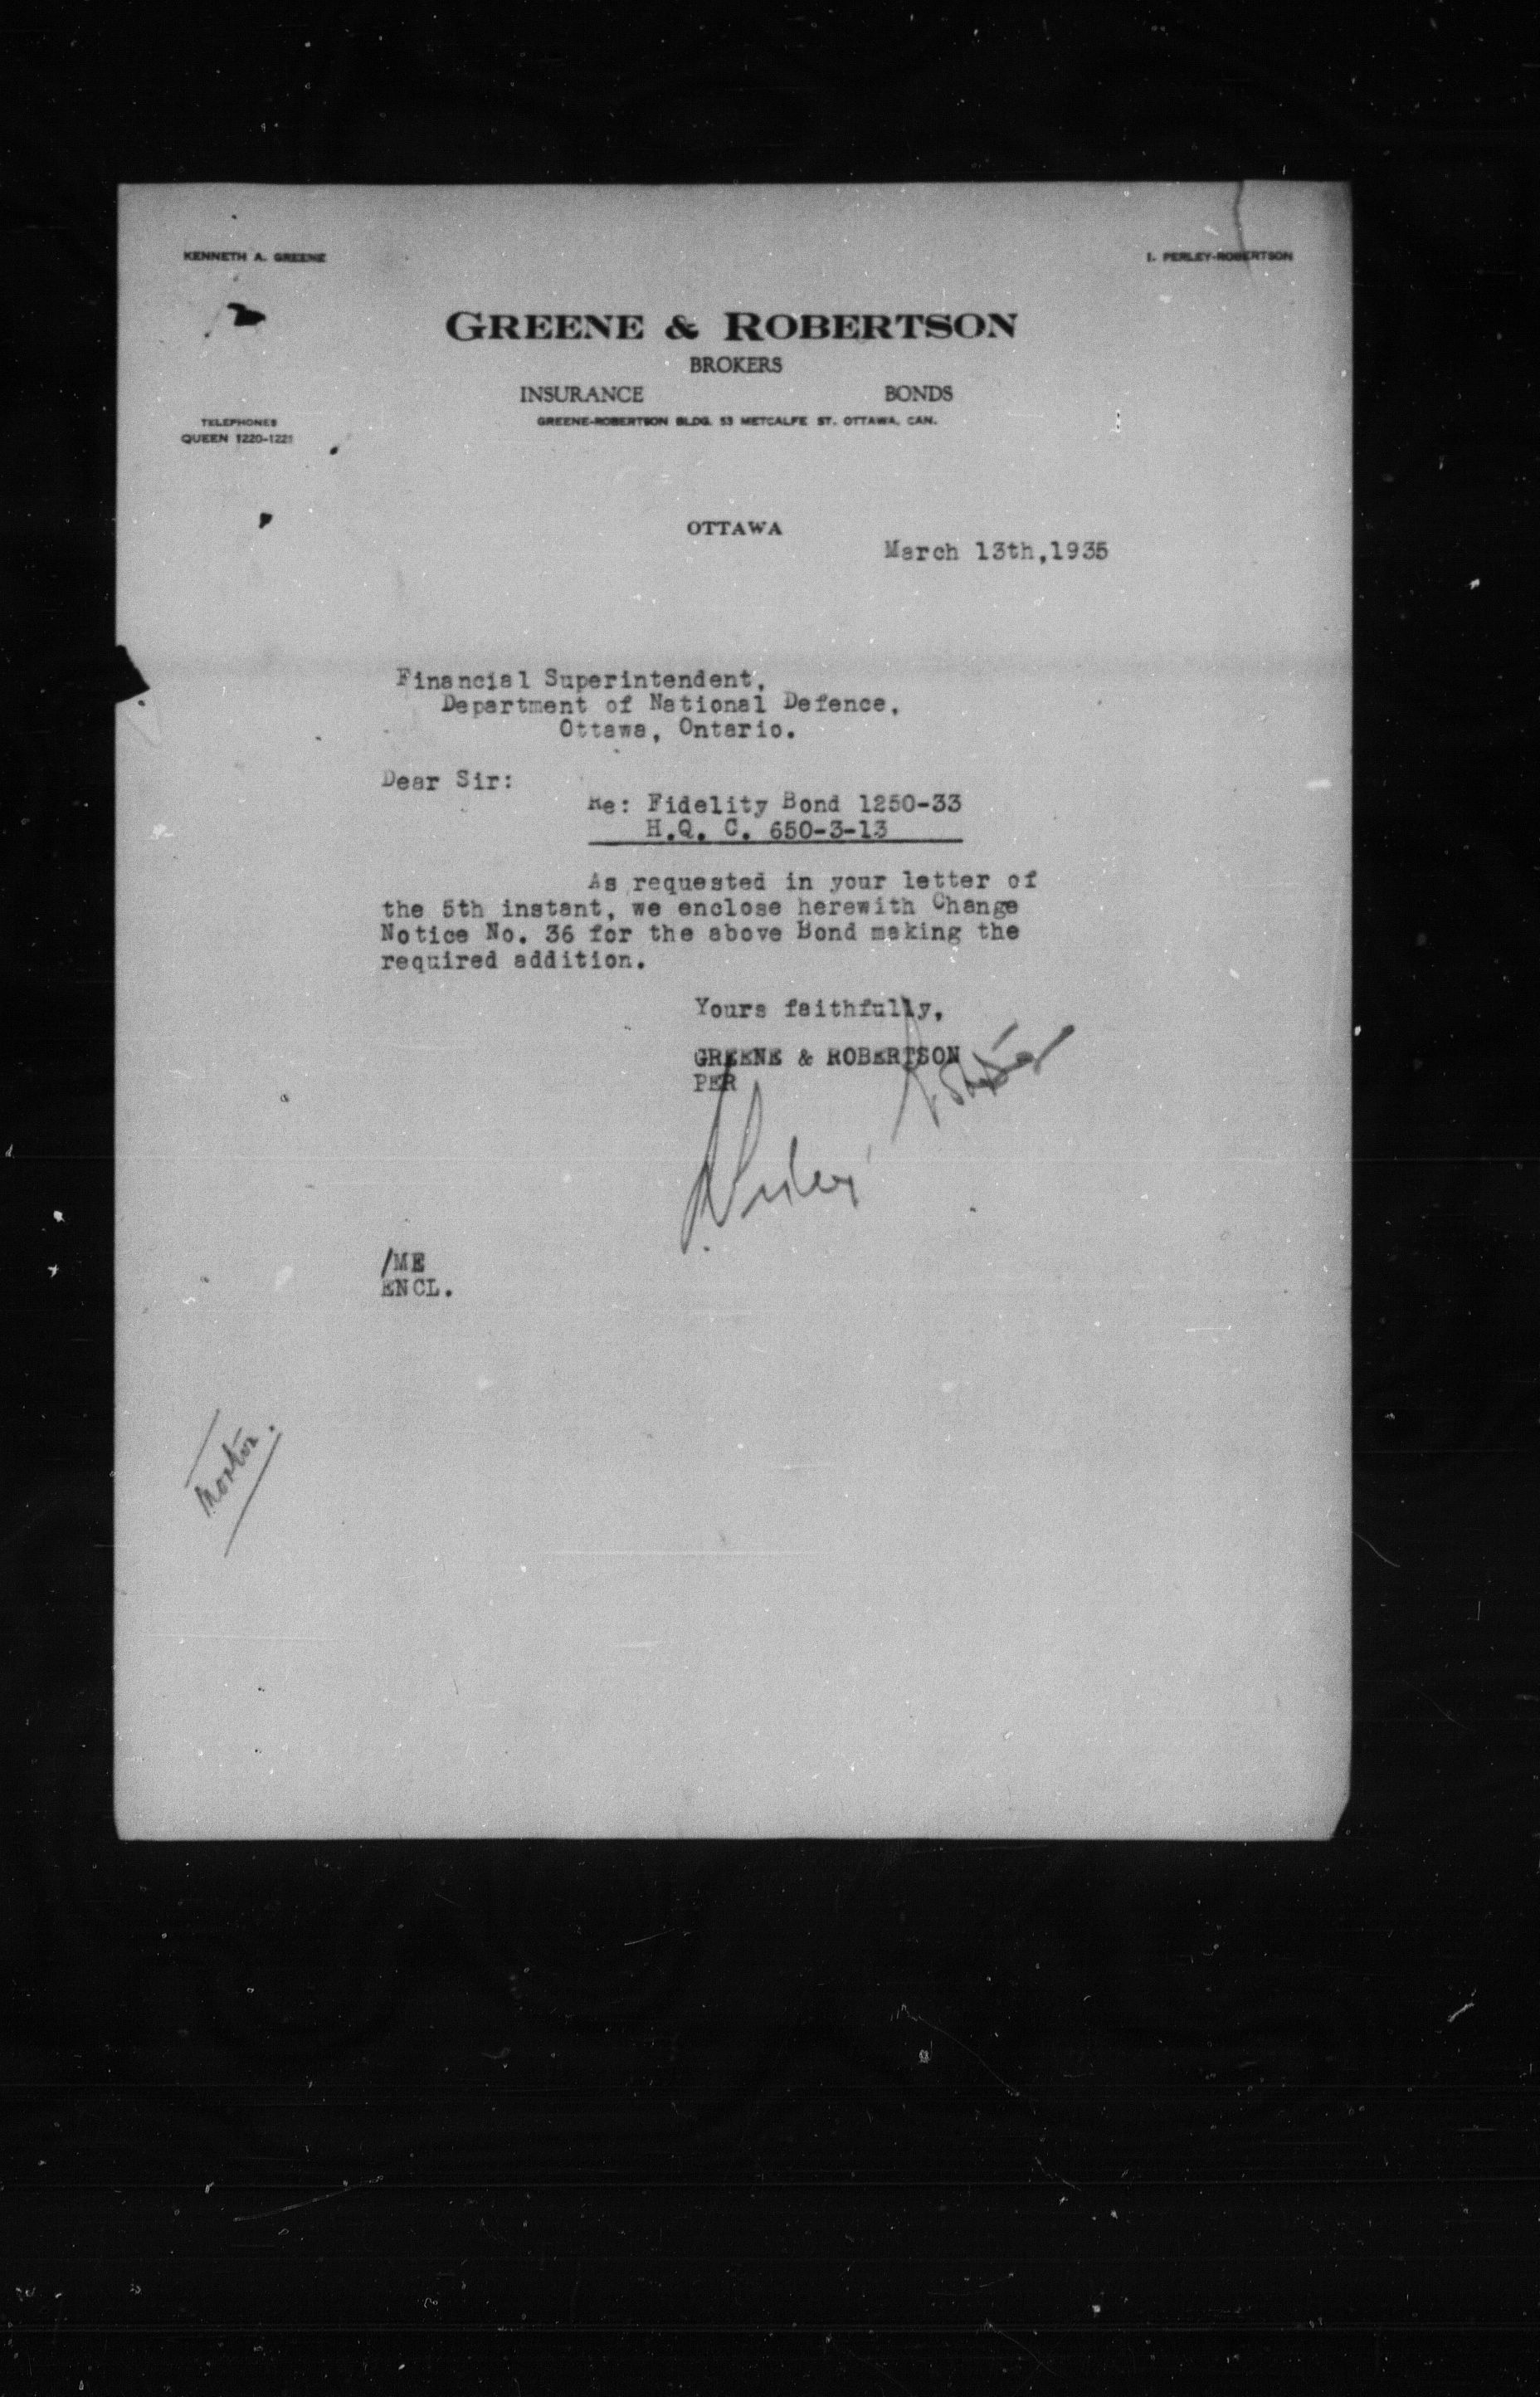 KENNETH A. GREENE
I. PERLEY-ROBERTSON
GREENE & ROBERTSON
BROKERS
INSURANCE BONDS
GREENE-ROBERTSON BLDG. 53 METCALFE ST. OTTAWA, CAN.
TELEPHONES
QUEEN 1220-1221
OTTAWA
March 13th,1935
Financial Superintendent,
Department of National Defence,
Ottawa, Ontario.
Dear Sir:
Re: Fidelity Bond 1250-33
H.Q. C. 650-3-13
As requested in your letter of
the 5th instant, we enclose herewith Change
Notice No. 36 for the above Bond making the
required addition.
Yours faithfully,
GREENE & ROBERTSON
PER
/ME
ENCL.